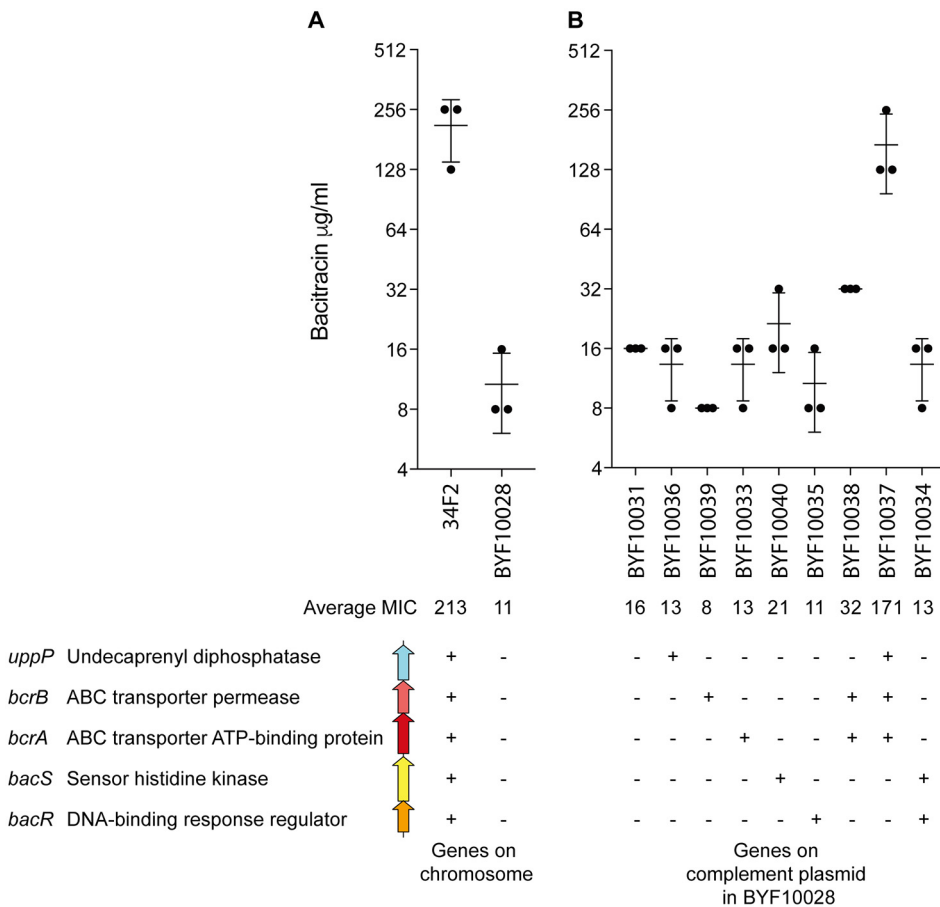 A
B
512
256
128
64
32
16
8
4
Bacitracin µg/ml
512
256
128
64
32
16
8
4
34F2
BYF10028
BYF10031
BYF10036
BYF10039
BYF10033
BYF10040
BYF10035
BYF10038
BYF10037
BYF10034
Average MIC 213 11 16 13 8 13 21 11 32 171 13
uppP Undecaprenyl diphosphatase + - - + - - - - - + -
bcrB ABC transporter permease + - - - + - - - + + -
bcrA ABC transporter ATP-binding protein + - - - - + - - + + -
bacS Sensor histidine kinase + - - - - - + - - - +
bacR DNA-binding response regulator + - - - - - - + - - +
Genes on
chromosome
Genes on
complement plasmid
in BYF10028